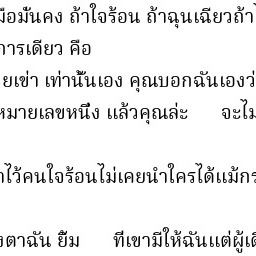 มือมั่นคง ถ้าใจร้อน ถ้าฉุนเฉียวถ้า
การเดียว คือ
ยเข่า เท่านั้นเอง คุณบอกฉันเองว่
หมายเลขหนึ่ง แล้วคุณล่ะ จะไม่
ไว้คนใจร้อนไม่เคยนำใครได้แม้กร
งตาฉัน ยิ้ม ที่เขามีให้ฉันแต่ผู้เดี